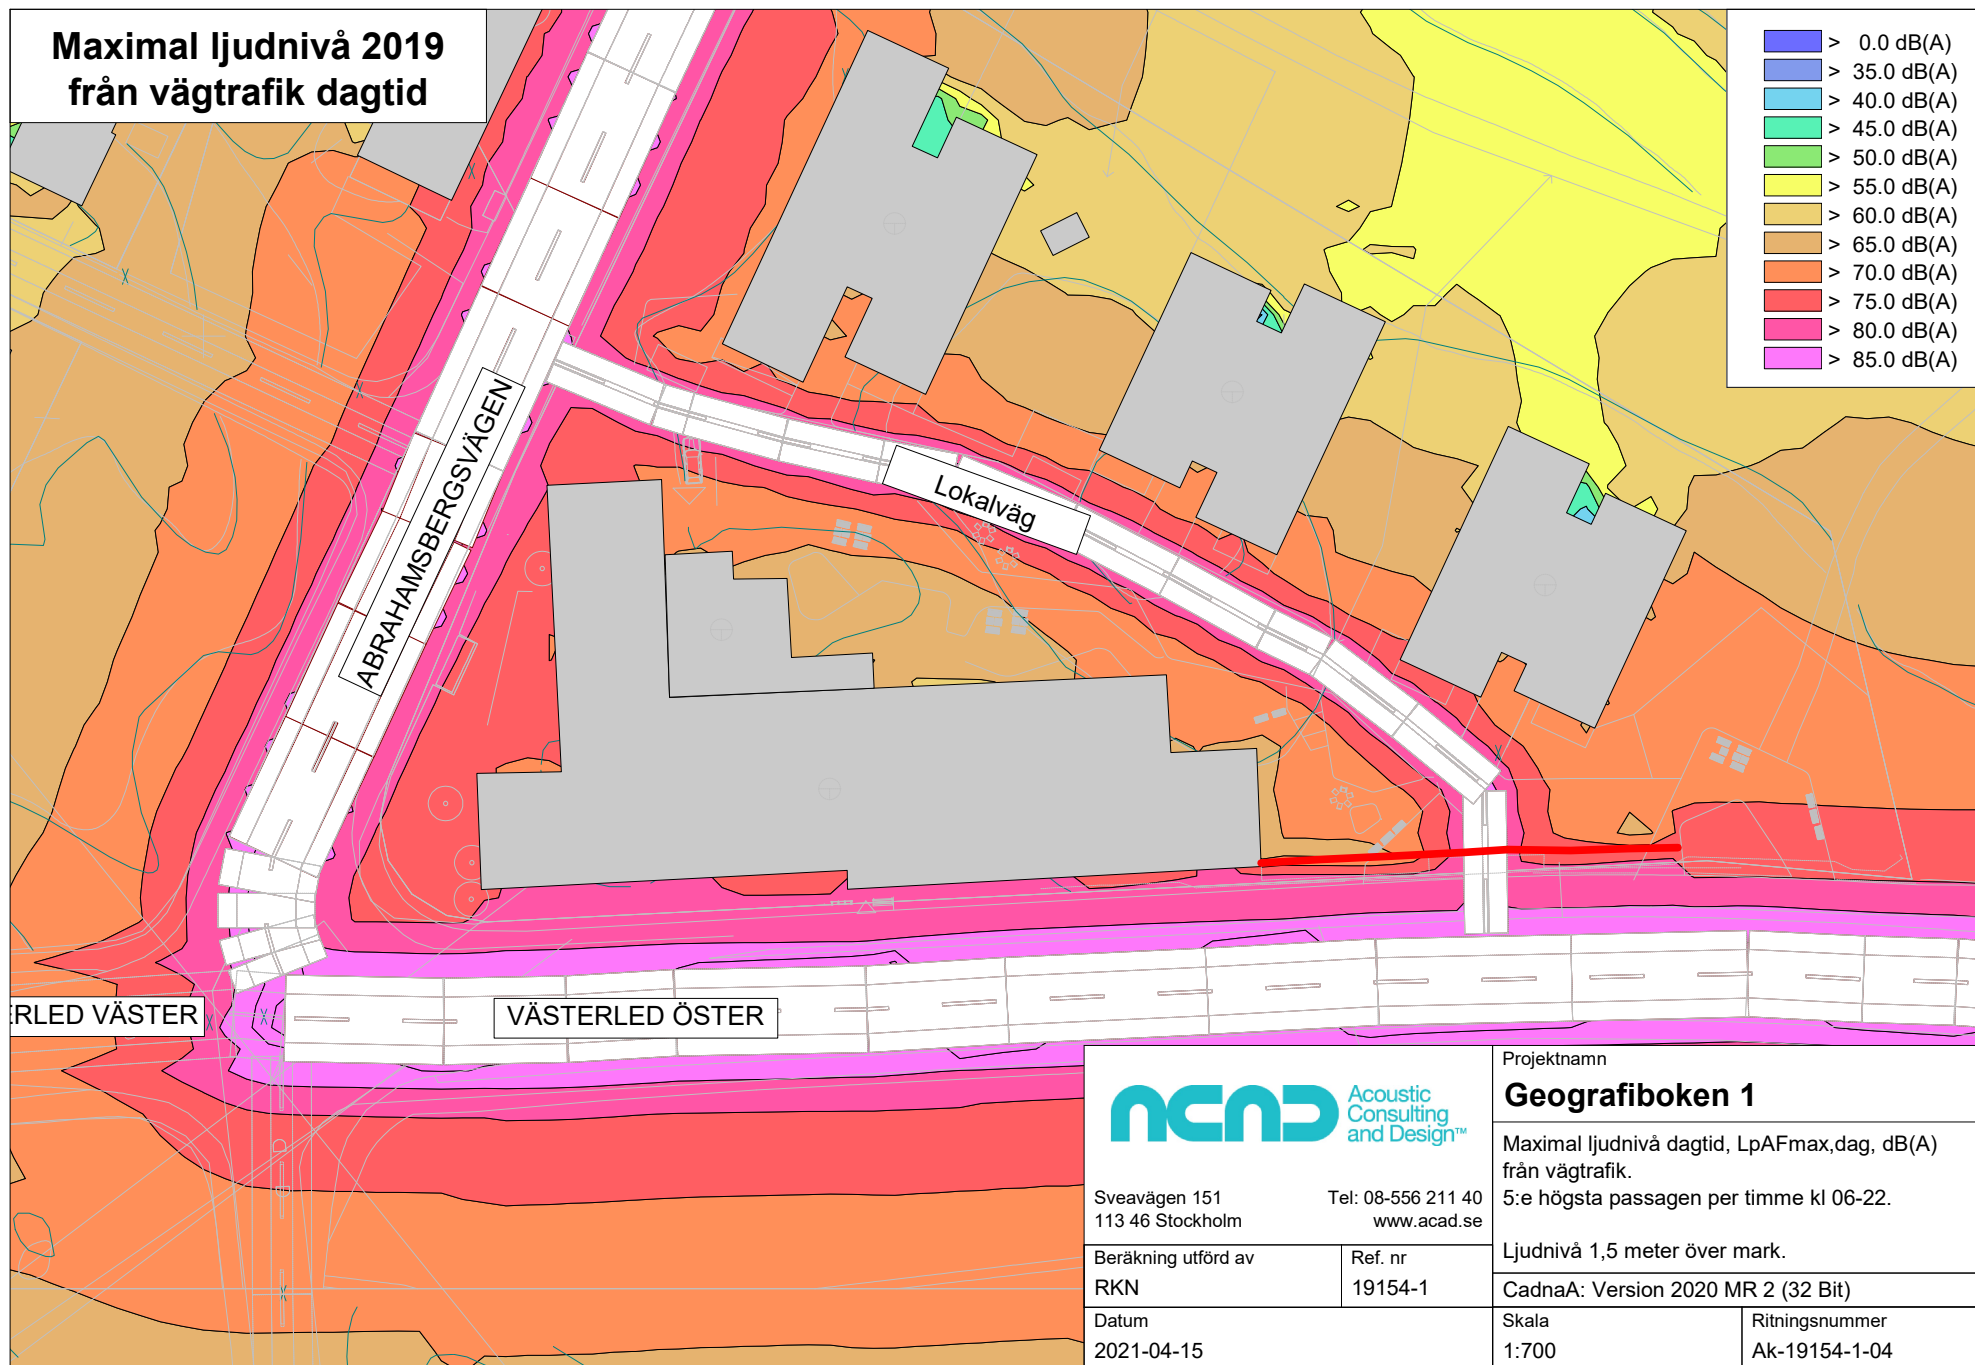 Maximal ljudnivå 2019
från vägtrafik dagtid
> 0.0 dB(A)
> 35.0 dB(A)
> 40.0 dB(A)
> 45.0 dB(A)
> 50.0 dB(A)
> 55.0 dB(A)
> 60.0 dB(A)
> 65.0 dB(A)
> 70.0 dB(A)
> 75.0 dB(A)
> 80.0 dB(A)
> 85.0 dB(A)
ABRAHAMSBERGSVÄGEN
Lokalväg
ERLED VÄSTER
VÄSTERLED ÖSTER
ACAD
Acoustic
Consulting
and Design™
Sveavägen 151
113 46 Stockholm
Tel: 08-556 211 40
www.acad.se
Beräkning utförd av
RKN
Ref. nr
19154-1
Datum
2021-04-15
Projektnamn
Geografiboken 1
Maximal ljudnivå dagtid, LpAFmax,dag, dB(A)
från vägtrafik.
5:e högsta passagen per timme kl 06-22.
Ljudnivå 1,5 meter över mark.
CadnaA: Version 2020 MR 2 (32 Bit)
Skala
1:700
Ritningsnummer
Ak-19154-1-04